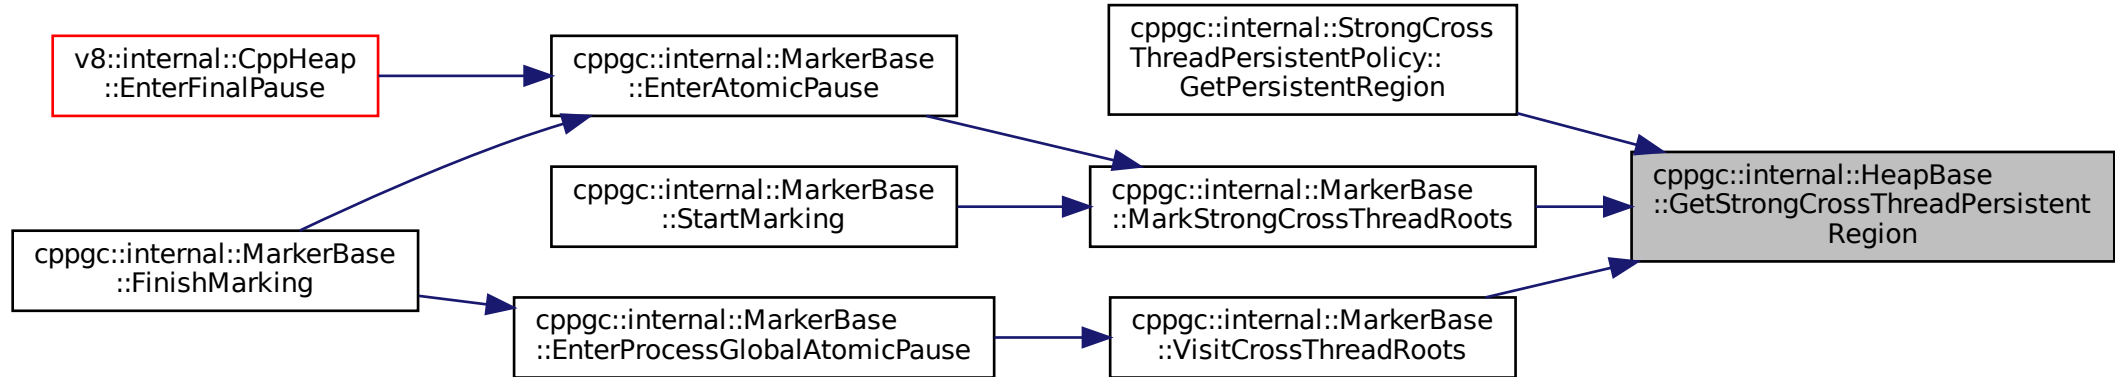 v8::internal::CppHeap
::EnterFinalPause
cppgc::internal::MarkerBase
::FinishMarking
cppgc::internal::MarkerBase
::EnterAtomicPause
cppgc::internal::MarkerBase
::StartMarking
cppgc::internal::MarkerBase
::EnterProcessGlobalAtomicPause
cppgc::internal::StrongCross
ThreadPersistentPolicy::
GetPersistentRegion
cppgc::internal::MarkerBase
::MarkStrongCrossThreadRoots
cppgc::internal::MarkerBase
::VisitCrossThreadRoots
cppgc::internal::HeapBase
::GetStrongCrossThreadPersistent
Region